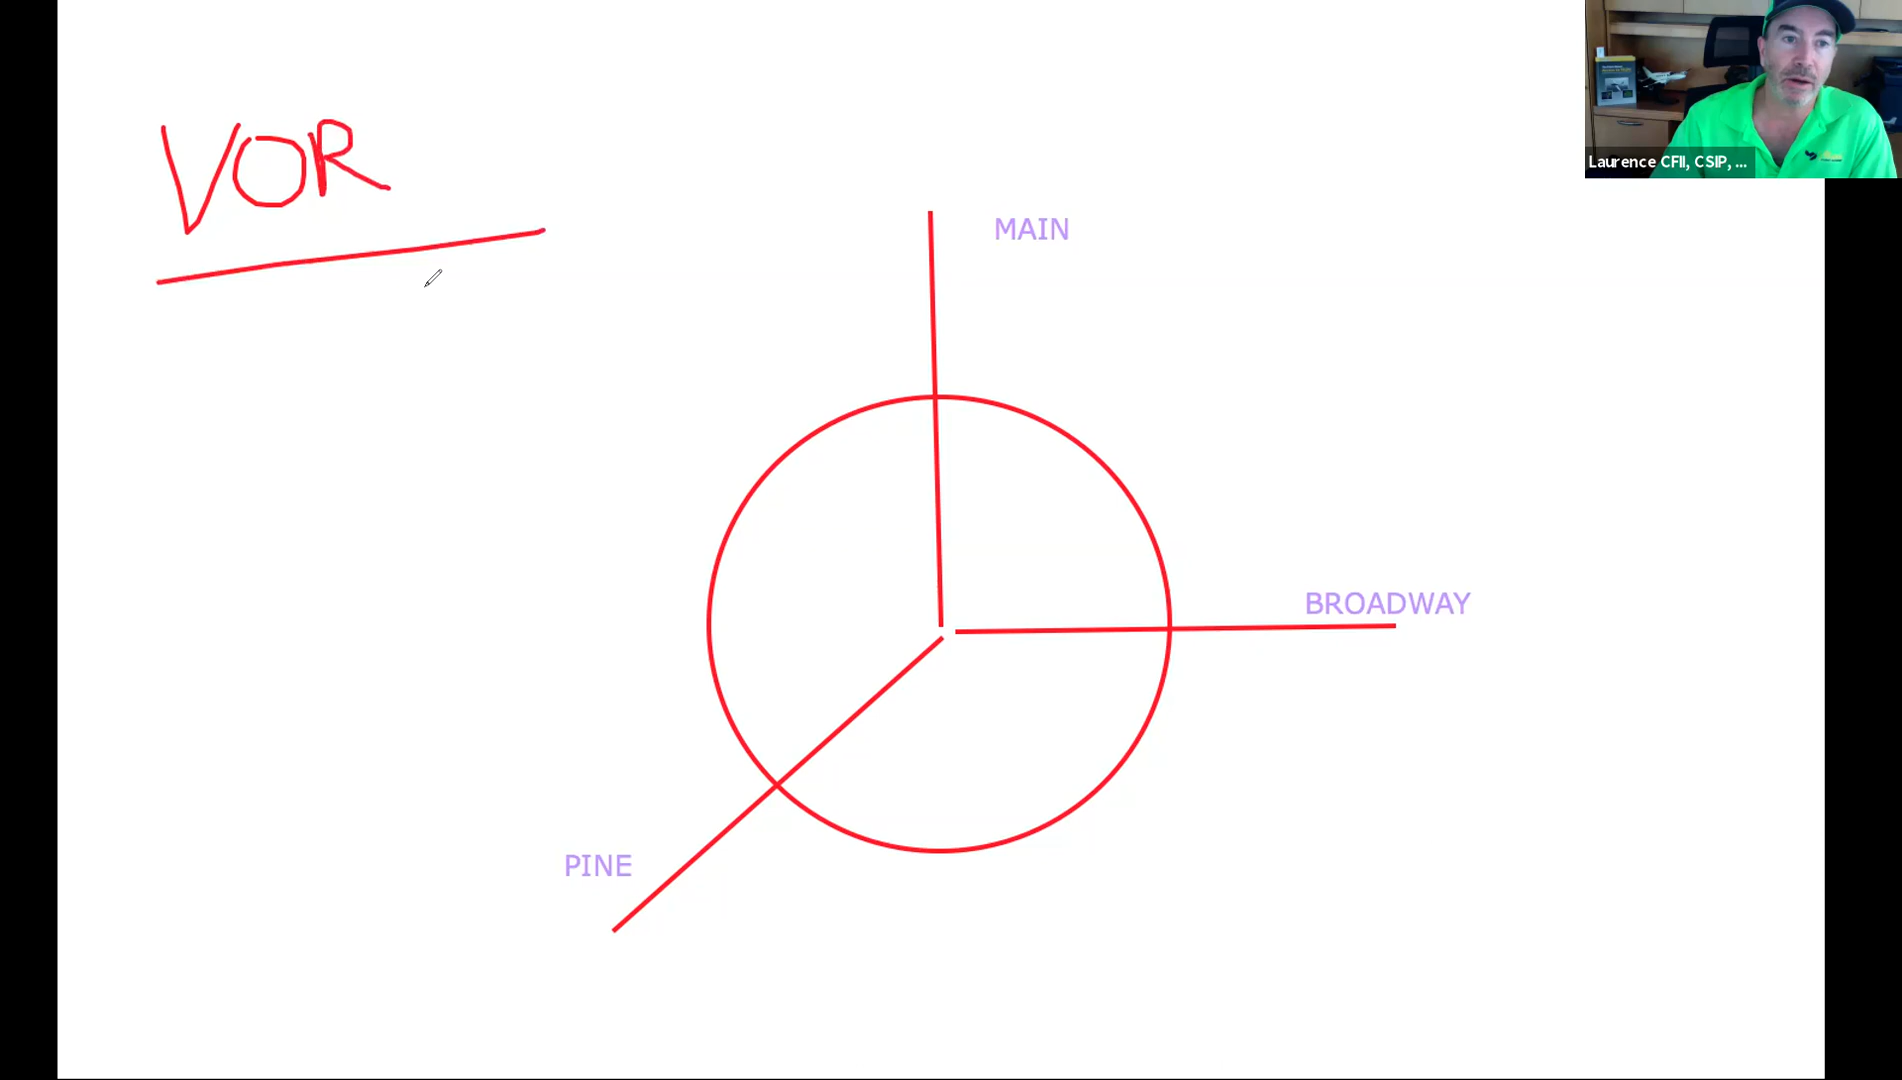 VOR
Laurence CFII, CSIP, ...
MAIN
BROADWAY
PINE